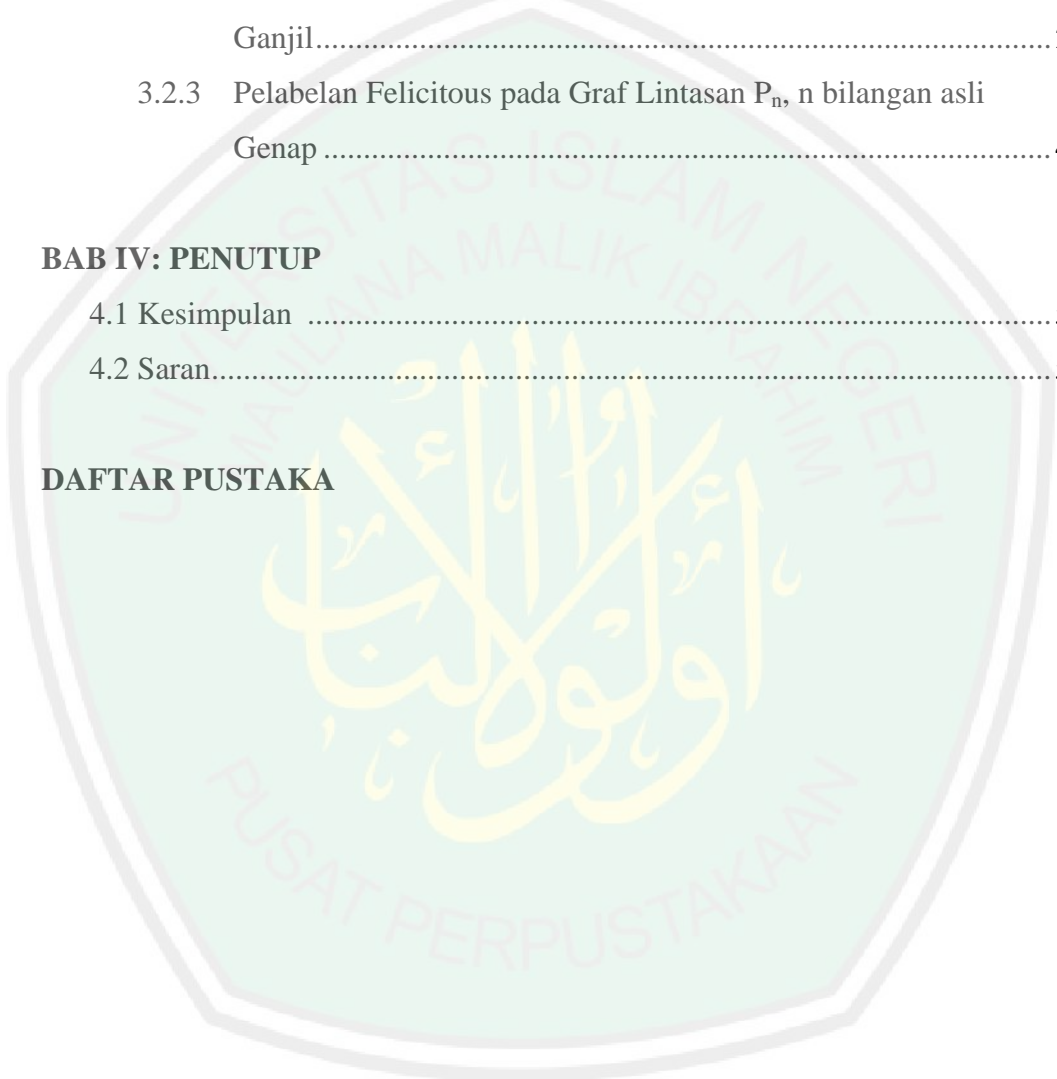 Ganjil...........................................................................................
3.2.3 Pelabelan Felicitous pada Graf Lintasan Pₙ, n bilangan asli
Genap ...........................................................................................
BAB IV: PENUTUP
4.1 Kesimpulan ...........................................................................................
4.2 Saran...........................................................................................
DAFTAR PUSTAKA
UNIVERSITAS ISLAM NEGERI
MAULANA MALIK IBRAHIM
PUSAT PERPUSTAKAAN